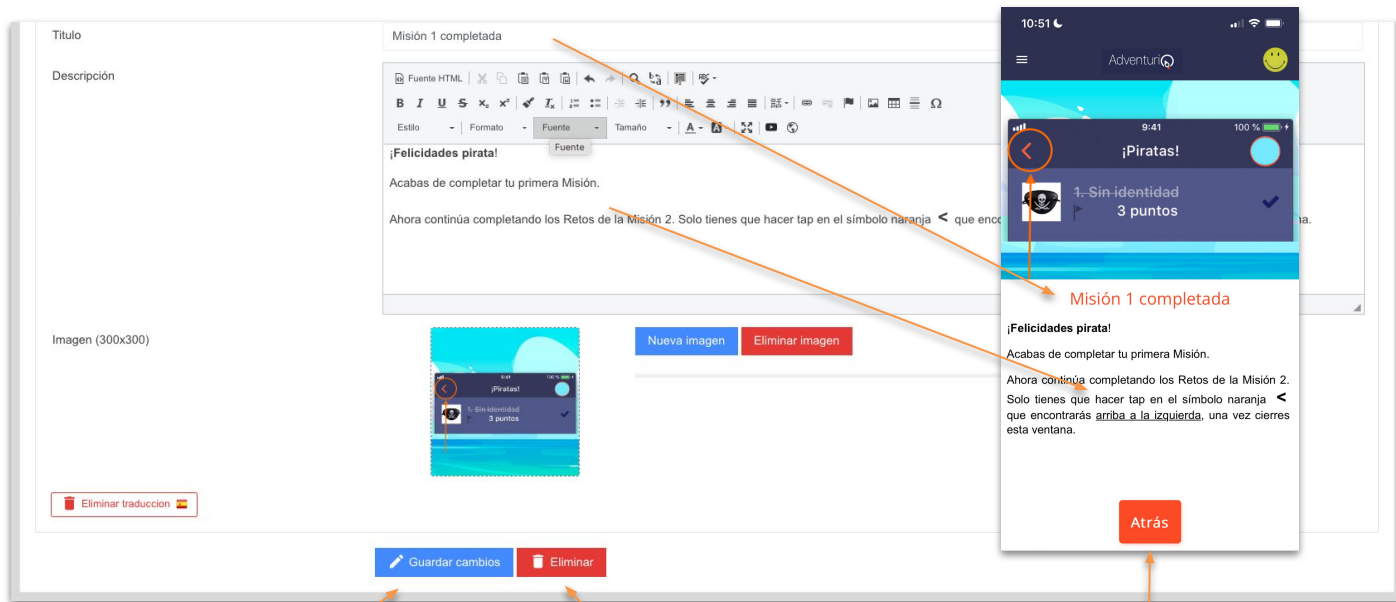 Titulo
Misión 1 completada
Descripción
Fuente HTML
Estilo Formato Fuente Tamaño
Fuente
¡Felicidades pirata!
Acabas de completar tu primera Misión.
Ahora continúa completando los Retos de la Misión 2. Solo tienes que hacer tap en el símbolo naranja < que enc
na.
Imagen (300x300)
9:41
¡Piratas!
1. Sin identidad
3 puntos
Nueva imagen
Eliminar imagen
Eliminar traduccion
Guardar cambios
Eliminar
10:51
AdventuriQ
9:41 100 %
¡Piratas!
1. Sin identidad
3 puntos
Misión 1 completada
¡Felicidades pirata!
Acabas de completar tu primera Misión.
Ahora continúa completando los Retos de la Misión 2.
Solo tienes que hacer tap en el símbolo naranja <
que encontrarás arriba a la izquierda, una vez cierres
esta ventana.
Atrás